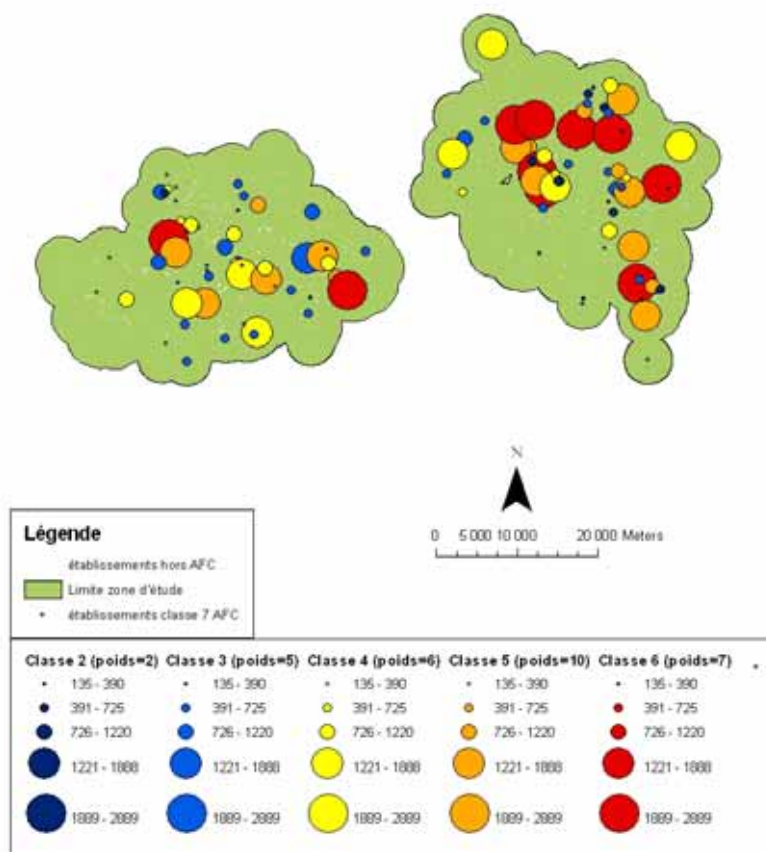 N
0 5 000 10 000 20 000 Meters
Légende
établissements hors AFC
Limite zone d'étude
établissements classe 7 AFC
Classe 2 (poids=2) Classe 3 (poids=5) Classe 4 (poids=6) Classe 5 (poids=10) Classe 6 (poids=7)
135 - 390 135 - 390 135 - 390 135 - 390 135 - 390
391 - 725 391 - 725 391 - 725 391 - 725 391 - 725
726 - 1220 726 - 1220 726 - 1220 726 - 1220 726 - 1220
1221 - 1888 1221 - 1888 1221 - 1888 1221 - 1888 1221 - 1888
1889 - 2889 1889 - 2889 1889 - 2889 1889 - 2889 1889 - 2889